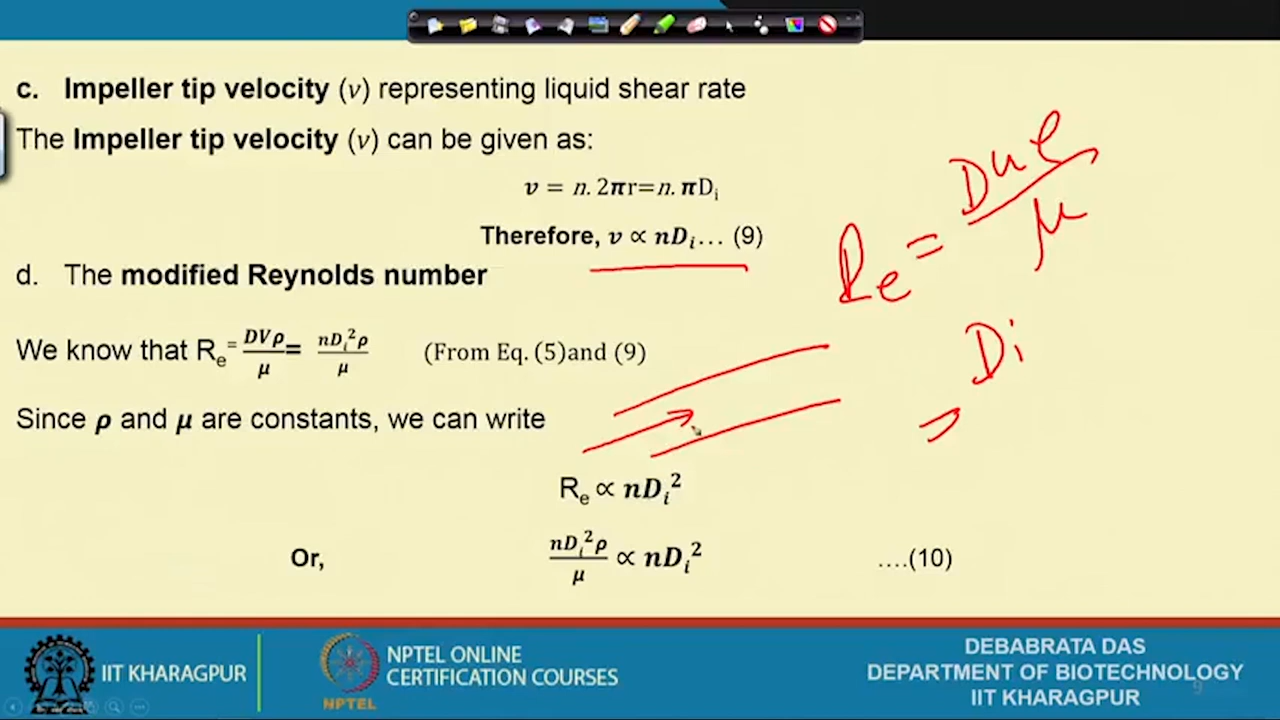 c. Impeller tip velocity (v) representing liquid shear rate
The Impeller tip velocity (v) can be given as:
v = n. 2πr=n. πDᵢ
Therefore, v ∝ nDᵢ… (9)
d. The modified Reynolds number
We know that Rₑ= DVρ/μ = nDᵢ²ρ/μ (From Eq. (5)and (9)
Since ρ and μ are constants, we can write
Rₑ ∝ nDᵢ²
Or, nDᵢ²ρ/μ ∝ nDᵢ² ….(10)
Re = Duρ/μ
= Di
IIT KHARAGPUR
NPTEL
NPTEL ONLINE
CERTIFICATION COURSES
DEBABRATA DAS
DEPARTMENT OF BIOTECHNOLOGY
IIT KHARAGPUR
9